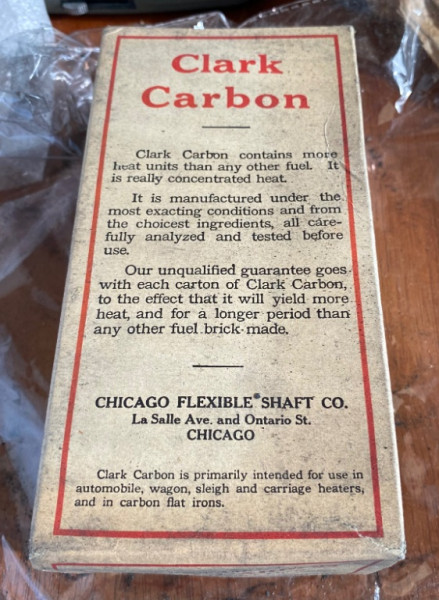 Clark
Carbon
Clark Carbon contains more
heat units than any other fuel. It
is really concentrated heat.
It is manufactured under the
most exacting conditions and from
the choicest ingredients, all care-
fully analyzed and tested before
use.
Our unqualified guarantee goes
with each carton of Clark Carbon,
to the effect that it will yield more
heat, and for a longer period than
any other fuel brick made.
CHICAGO FLEXIBLE SHAFT CO.
La Salle Ave. and Ontario St.
CHICAGO
Clark Carbon is primarily intended for use in
automobile, wagon, sleigh and carriage heaters,
and in carbon flat irons.